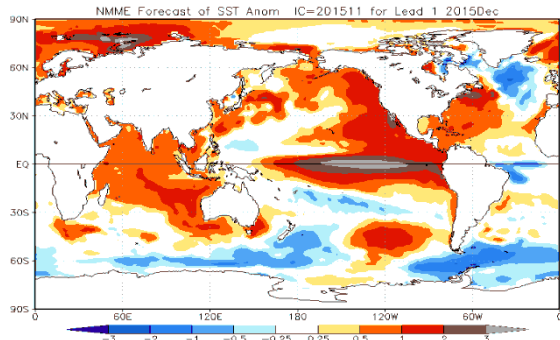 NMME Forecast of SST Anom IC=201511 for Lead 1 2015Dec
90N
60N
30N
EQ
30S
60S
90S
0 60E 120E 180 120W 60W 0
-3 -2 -1 -0.5 -0.25 0.25 0.5 1 2 3